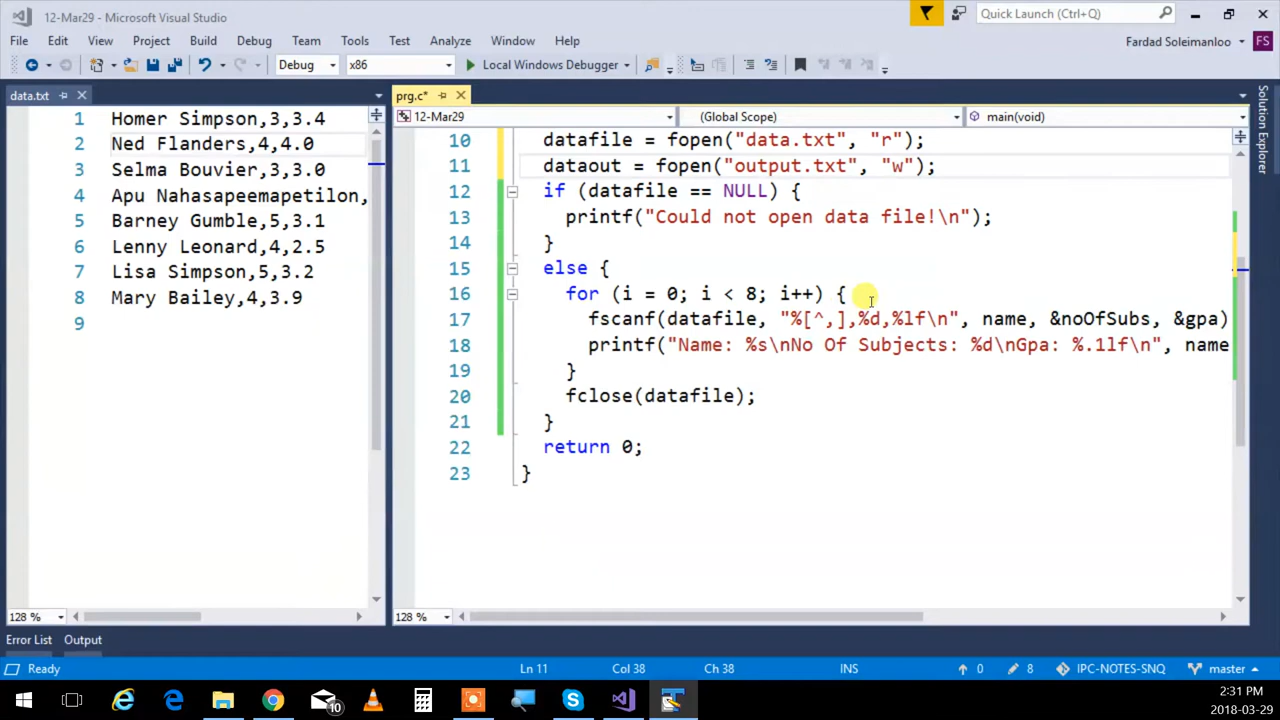 12-Mar29 - Microsoft Visual Studio
Quick Launch (Ctrl+Q)
File Edit View Project Build Debug Team Tools Test Analyze Window Help
Fardad Soleimanloo FS
Debug x86 Local Windows Debugger
data.txt
1 Homer Simpson,3,3.4
2 Ned Flanders,4,4.0
3 Selma Bouvier,3,3.0
4 Apu Nahasapeemapetilon,
5 Barney Gumble,5,3.1
6 Lenny Leonard,4,2.5
7 Lisa Simpson,5,3.2
8 Mary Bailey,4,3.9
9
128 %
prg.c*
12-Mar29 (Global Scope) main(void)
10 datafile = fopen("data.txt", "r");
11 dataout = fopen("output.txt", "w");
12 if (datafile == NULL) {
13 printf("Could not open data file!\n");
14 }
15 else {
16 for (i = 0; i < 8; i++) {
17 fscanf(datafile, "%[^,],%d,%lf\n", name, &noOfSubs, &gpa)
18 printf("Name: %s\nNo Of Subjects: %d\nGpa: %.1lf\n", name
19 }
20 fclose(datafile);
21 }
22 return 0;
23 }
128 %
Solution Explorer
Error List Output
Ready Ln 11 Col 38 Ch 38 INS 0 8 IPC-NOTES-SNQ master
10
2:31 PM
2018-03-29